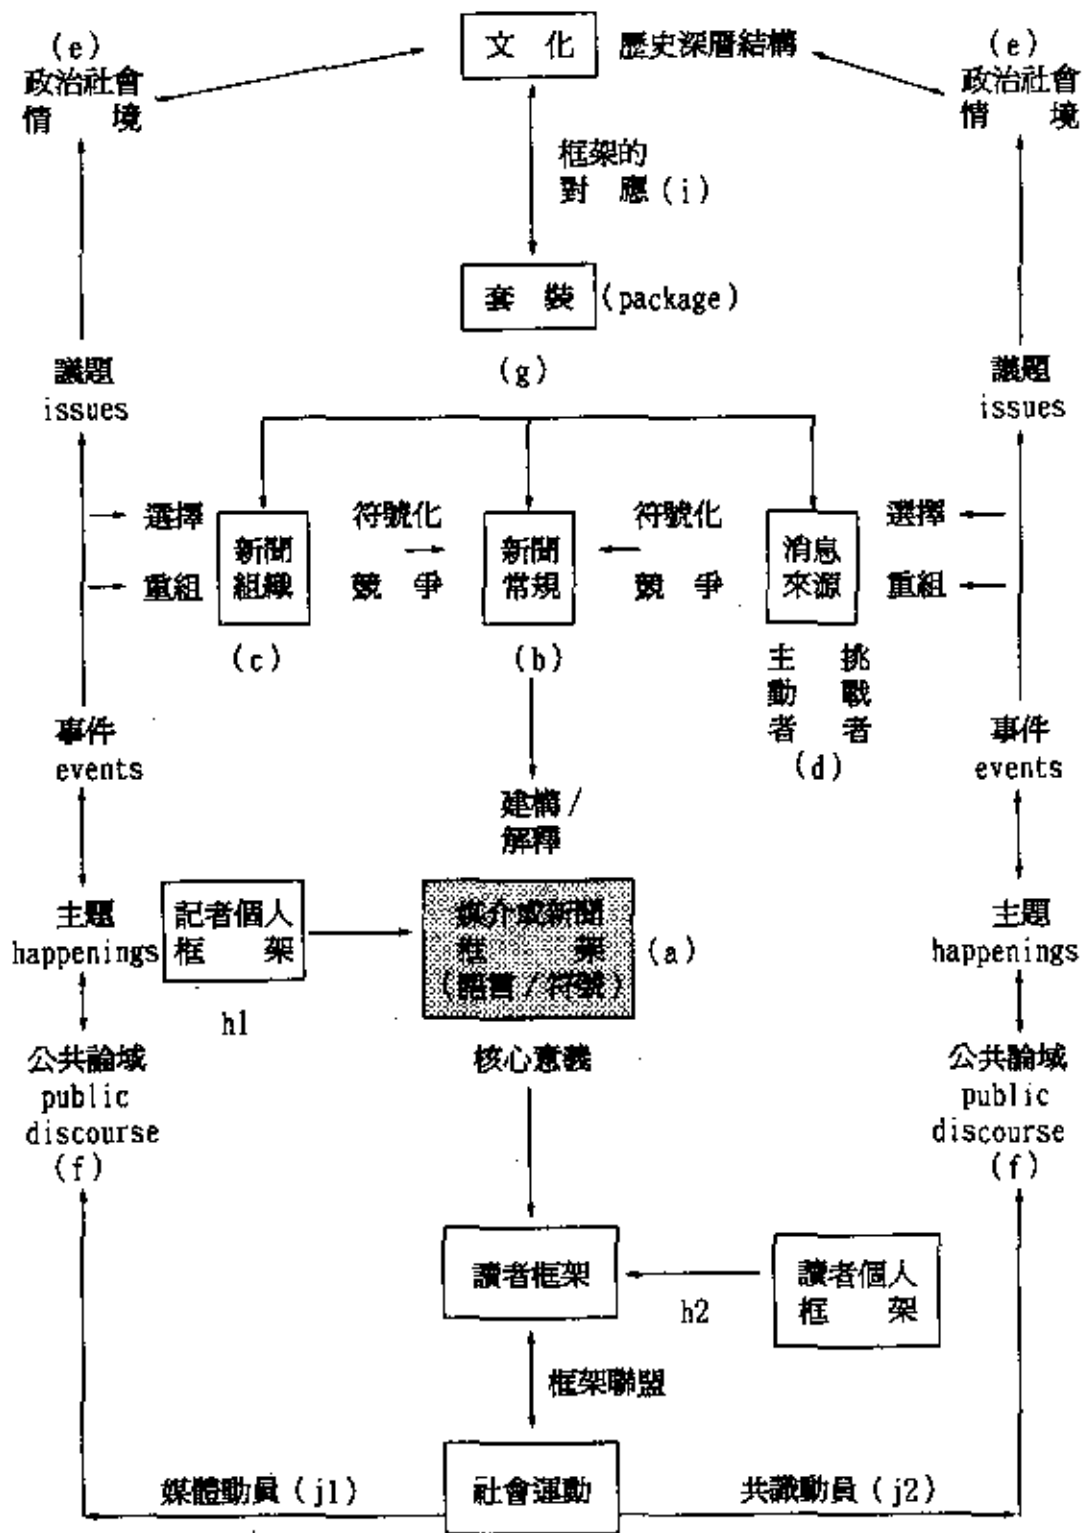 (e)
政治社會
情 境
文 化
歷史深層結構
(e)
政治社會
情 境
框架的
對 應(i)
套 裝
(package)
(g)
議題
issues
議題
issues
選擇
重組
新聞
組織
(c)
符號化
競 爭
新聞
常規
(b)
符號化
競 爭
消息
來源
主動者
挑戰者
(d)
選擇
重組
事件
events
事件
events
建構/
解釋
主題
happenings
記者個人
框 架
h1
媒介或新聞
框 架
(語言/符號)
(a)
主題
happenings
公共論域
public
discourse
(f)
核心意義
公共論域
public
discourse
(f)
讀者框架
h2
讀者個人
框 架
框架聯盟
媒體動員(j1)
社會運動
共識動員(j2)